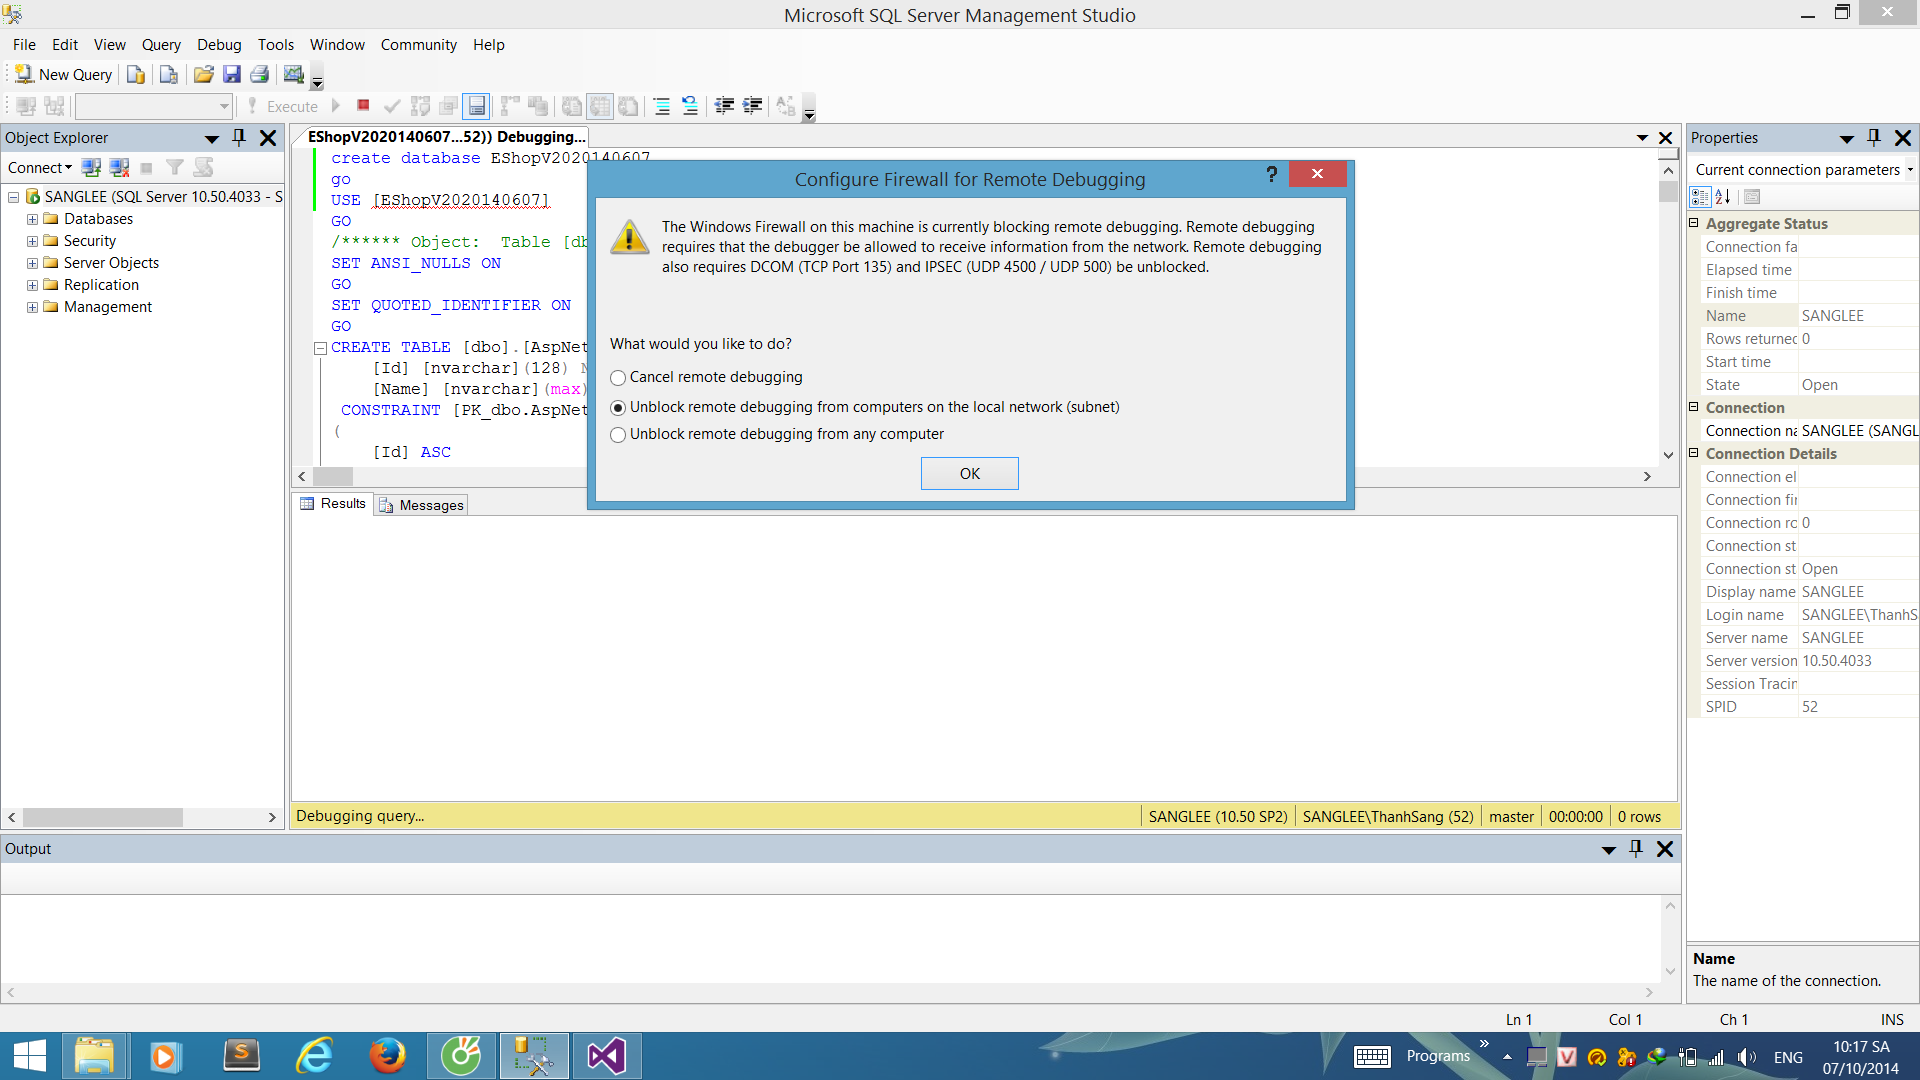 Microsoft SQL Server Management Studio
File Edit View Query Debug Tools Window Community Help
New Query
Execute
Object Explorer
Connect
SANGLEE (SQL Server 10.50.4033 - S
Databases
Security
Server Objects
Replication
Management
EShopV2020140607...52)) Debugging...
create database EShopV2020140607
go
USE [EShopV2020140607]
GO
/****** Object:  Table [db
SET ANSI_NULLS ON
GO
SET QUOTED_IDENTIFIER ON
GO
CREATE TABLE [dbo].[AspNet
[Id] [nvarchar](128) N
[Name] [nvarchar](max)
CONSTRAINT [PK_dbo.AspNet
(
[Id] ASC
Configure Firewall for Remote Debugging
The Windows Firewall on this machine is currently blocking remote debugging. Remote debugging
requires that the debugger be allowed to receive information from the network. Remote debugging
also requires DCOM (TCP Port 135) and IPSEC (UDP 4500 / UDP 500) be unblocked.
What would you like to do?
Cancel remote debugging
Unblock remote debugging from computers on the local network (subnet)
Unblock remote debugging from any computer
OK
Results Messages
Debugging query...
SANGLEE (10.50 SP2) SANGLEE\ThanhSang (52) master 00:00:00 0 rows
Output
Properties
Current connection parameters
Aggregate Status
Connection fa
Elapsed time
Finish time
Name SANGLEE
Rows returned 0
Start time
State Open
Connection
Connection na SANGLEE (SANGL
Connection Details
Connection el
Connection fir
Connection ro 0
Connection st
Connection st Open
Display name SANGLEE
Login name SANGLEE\ThanhS
Server name SANGLEE
Server version 10.50.4033
Session Tracin
SPID 52
Name
The name of the connection.
Ln 1 Col 1 Ch 1 INS
Programs
ENG
10:17 SA
07/10/2014